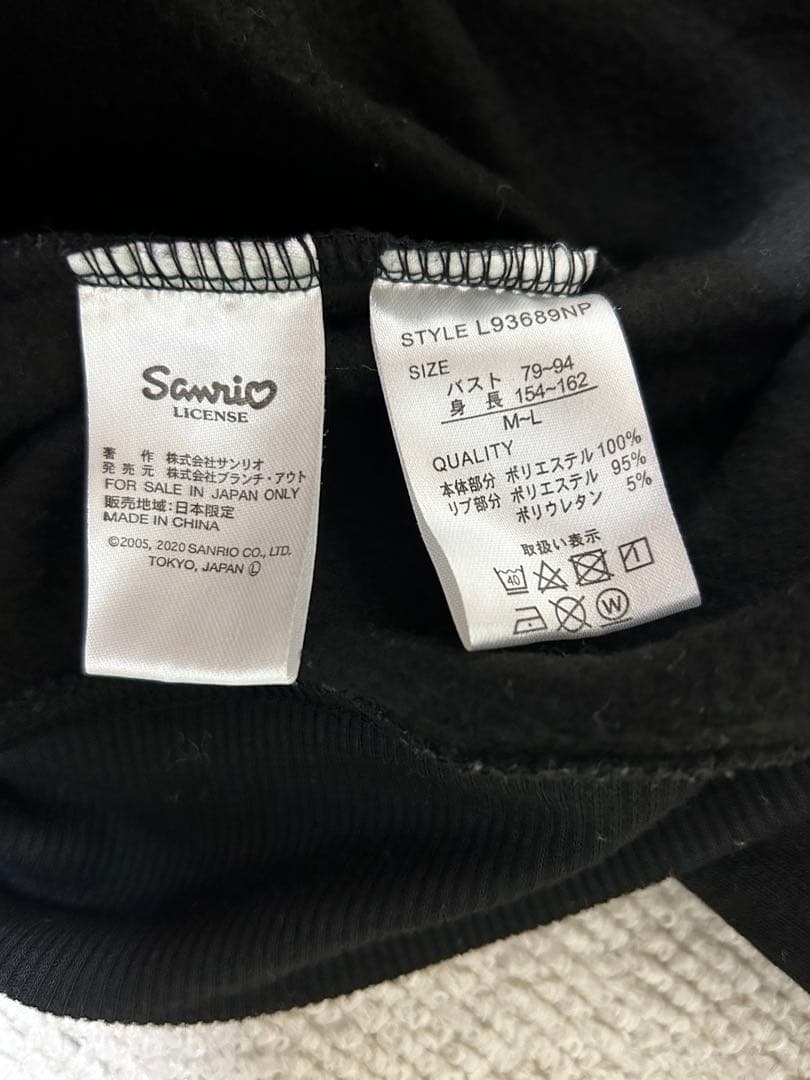 Sanrio
LICENSE
著 作 株式会社サンリオ
発 売 元 株式会社ブランチ・アウト
FOR SALE IN JAPAN ONLY
販売地域:日本限定
MADE IN CHINA
©2005, 2020 SANRIO CO., LTD.
TOKYO, JAPAN Ⓛ
STYLE L93689NP
SIZE
バスト 79~94
身 長 154~162
M~L
QUALITY
本体部分 ポリエステル 100%
リブ部分 ポリエステル 95%
ポリウレタン 5%
取扱い表示
40
W